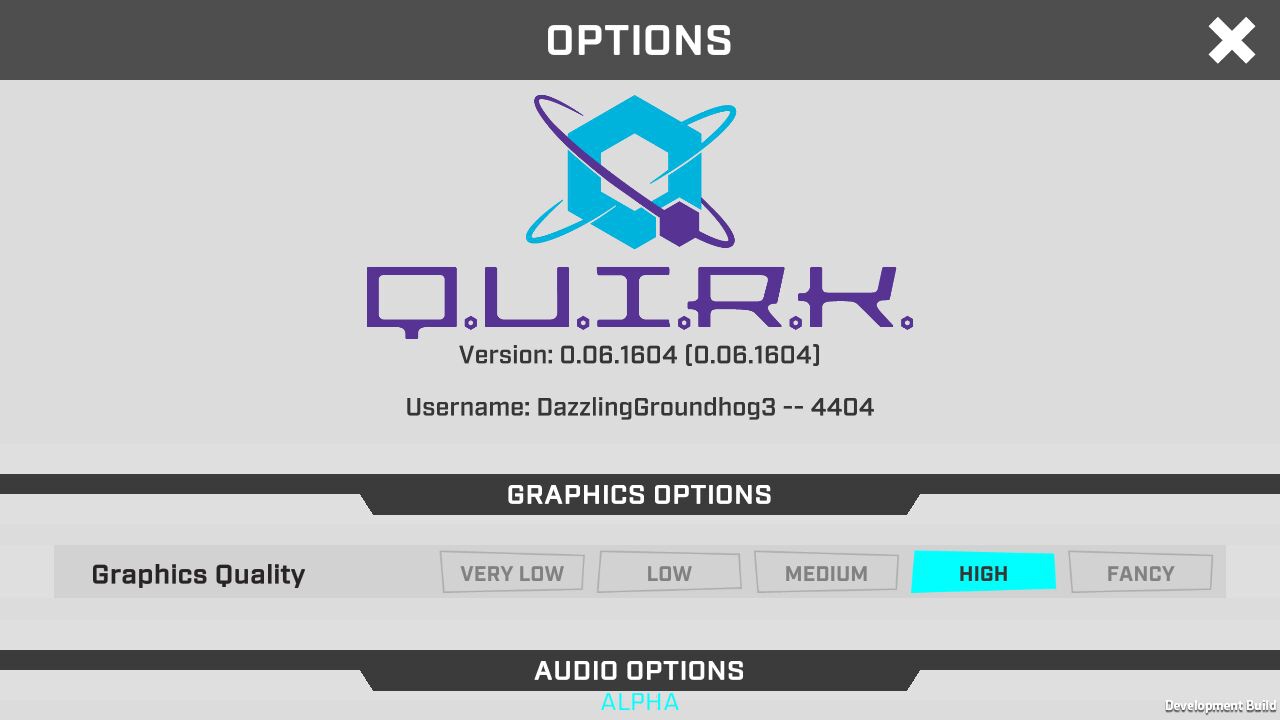 OPTIONS
Q.U.I.R.K.
Version: 0.06.1604 [0.06.1604]
Username: DazzlingGroundhog3 -- 4404
GRAPHICS OPTIONS
Graphics Quality VERY LOW LOW MEDIUM HIGH FANCY
AUDIO OPTIONS
ALPHA
Development Build